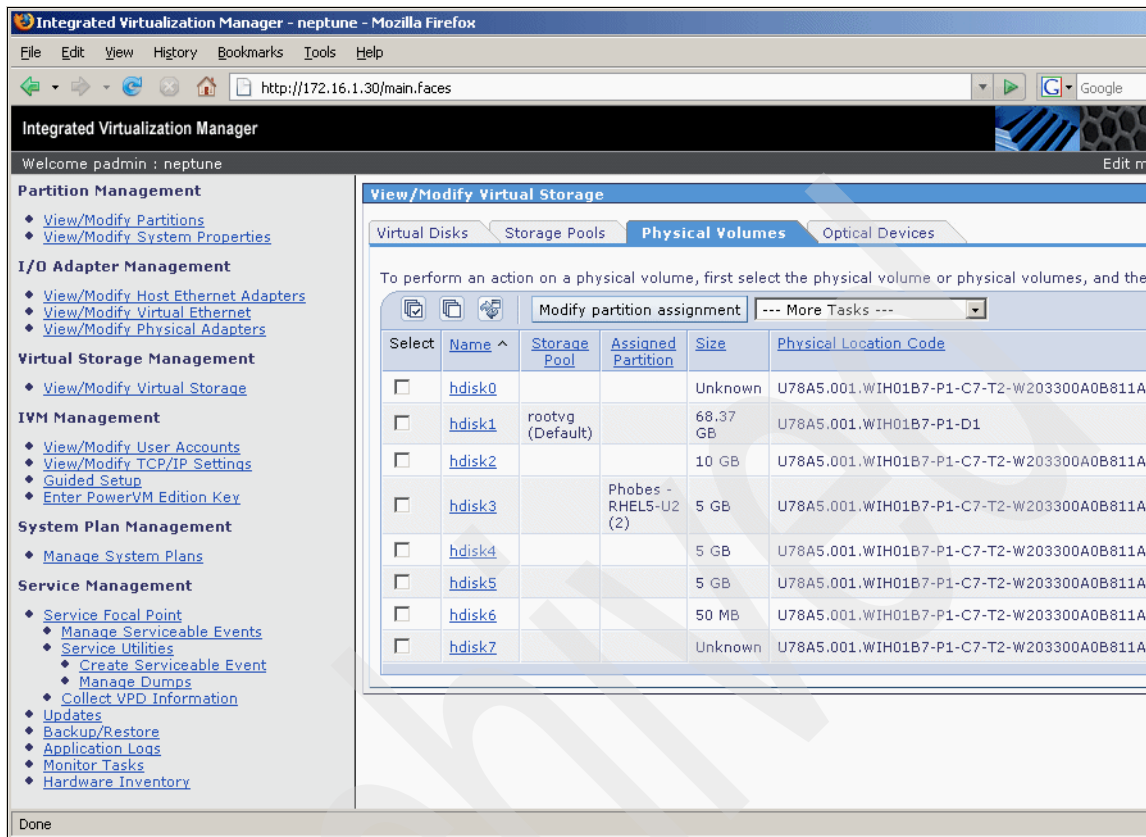 Integrated Virtualization Manager - neptune - Mozilla Firefox
File Edit View History Bookmarks Tools Help
http://172.16.1.30/main.faces
G Google
Integrated Virtualization Manager
Welcome padmin : neptune
Edit m
Partition Management
View/Modify Partitions
View/Modify System Properties
I/O Adapter Management
View/Modify Host Ethernet Adapters
View/Modify Virtual Ethernet
View/Modify Physical Adapters
Virtual Storage Management
View/Modify Virtual Storage
IVM Management
View/Modify User Accounts
View/Modify TCP/IP Settings
Guided Setup
Enter PowerVM Edition Key
System Plan Management
Manage System Plans
Service Management
Service Focal Point
Manage Serviceable Events
Service Utilities
Create Serviceable Event
Manage Dumps
Collect VPD Information
Updates
Backup/Restore
Application Logs
Monitor Tasks
Hardware Inventory
View/Modify Virtual Storage
Virtual Disks Storage Pools Physical Volumes Optical Devices
To perform an action on a physical volume, first select the physical volume or physical volumes, and the
Modify partition assignment --- More Tasks ---
Select Name ^ Storage Pool Assigned Partition Size Physical Location Code
hdisk0 Unknown U78A5.001.WIH01B7-P1-C7-T2-W203300A0B811A
hdisk1 rootvg (Default) 68.37 GB U78A5.001.WIH01B7-P1-D1
hdisk2 10 GB U78A5.001.WIH01B7-P1-C7-T2-W203300A0B811A
hdisk3 Phobes - RHEL5-U2 (2) 5 GB U78A5.001.WIH01B7-P1-C7-T2-W203300A0B811A
hdisk4 5 GB U78A5.001.WIH01B7-P1-C7-T2-W203300A0B811A
hdisk5 5 GB U78A5.001.WIH01B7-P1-C7-T2-W203300A0B811A
hdisk6 50 MB U78A5.001.WIH01B7-P1-C7-T2-W203300A0B811A
hdisk7 Unknown U78A5.001.WIH01B7-P1-C7-T2-W203300A0B811A
Done